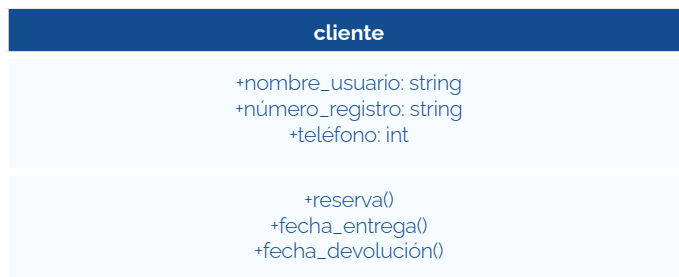 cliente
+nombre_usuario: string
+número_registro: string
+teléfono: int
+reserva()
+fecha_entrega()
+fecha_devolución()